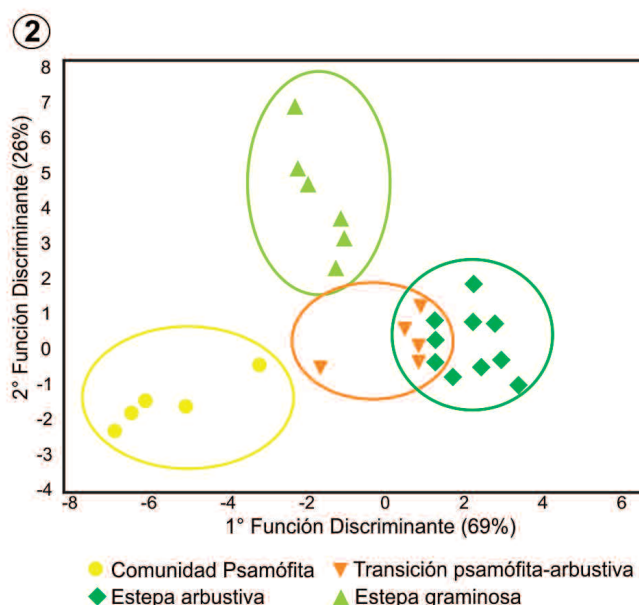 2
8
7
6
5
4
3
2
1
0
-1
-2
-3
-4
2° Función Discriminante (26%)
-8 -6 -4 -2 0 2 4 6
1° Función Discriminante (69%)
Comunidad Psamófita Transición psamófita-arbustiva
Estepa arbustiva Estepa graminosa